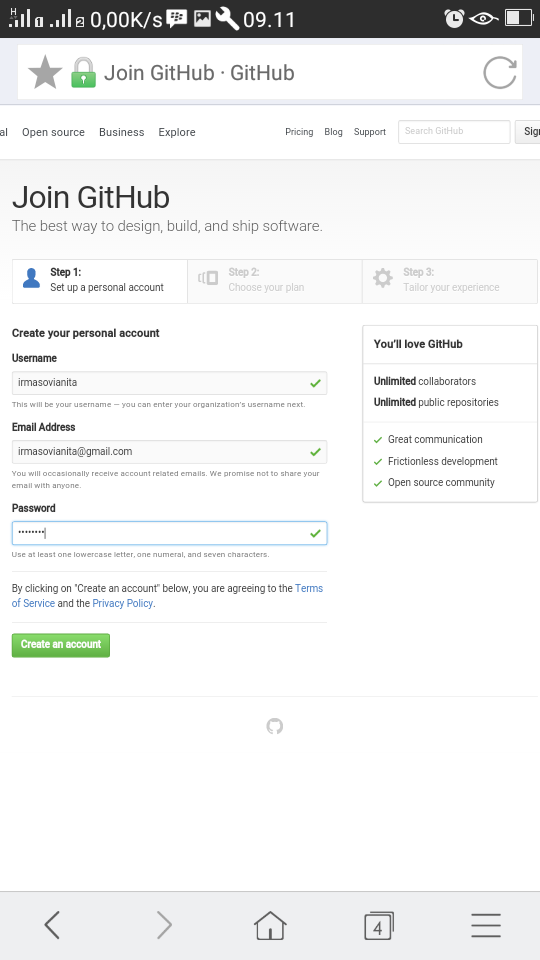 H 1 2 0,00K/s 09.11
Join GitHub · GitHub
al Open source Business Explore Pricing Blog Support Search GitHub Sig
Join GitHub
The best way to design, build, and ship software.
Step 1:
Set up a personal account
Step 2:
Choose your plan
Step 3:
Tailor your experience
Create your personal account
Username
irmasovianita
This will be your username — you can enter your organization's username next.
Email Address
irmasovianita@gmail.com
You will occasionally receive account related emails. We promise not to share your
email with anyone.
Password
••••••••
Use at least one lowercase letter, one numeral, and seven characters.
By clicking on "Create an account" below, you are agreeing to the Terms
of Service and the Privacy Policy.
Create an account
You'll love GitHub
Unlimited collaborators
Unlimited public repositories
Great communication
Frictionless development
Open source community
4